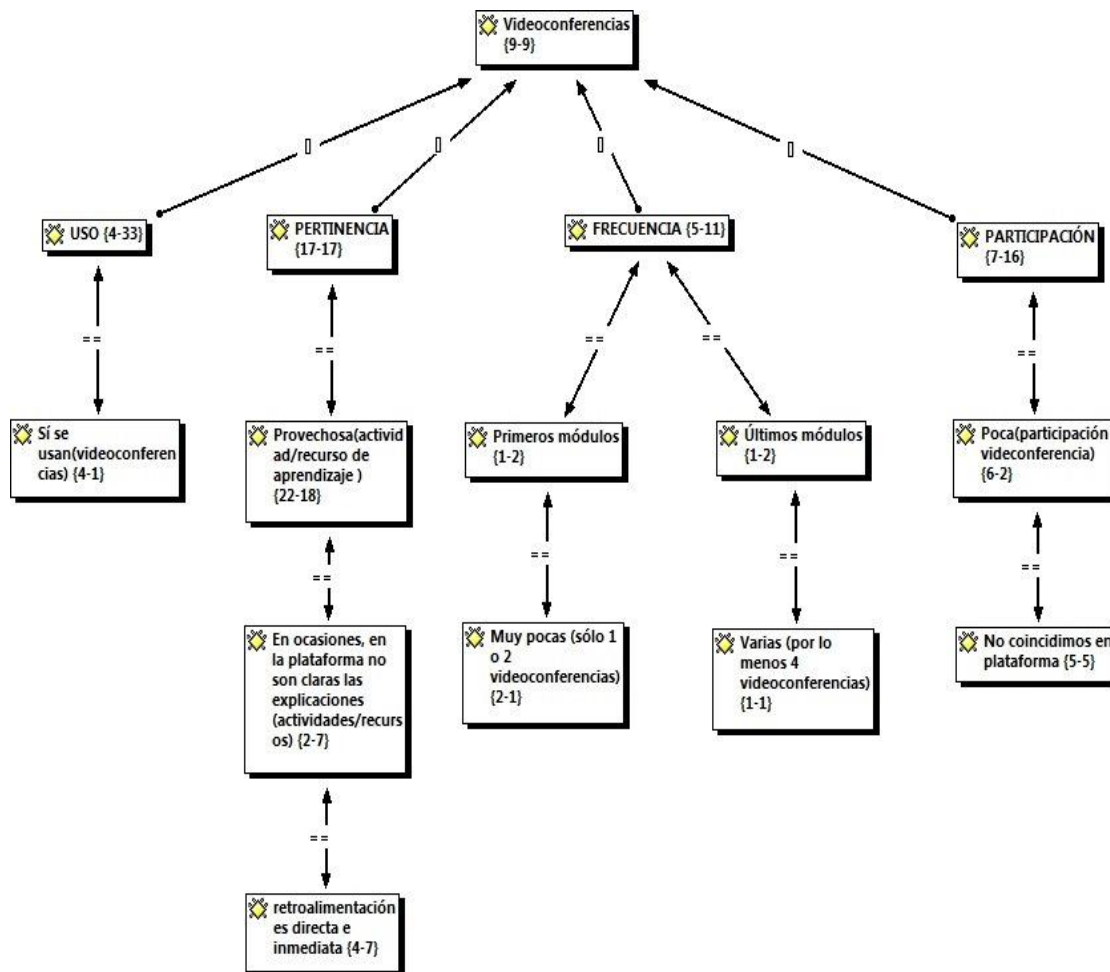 Videoconferencias
{9-9}
[]
[]
[]
[]
USO {4-33}
PERTINENCIA
{17-17}
FRECUENCIA {5-11}
PARTICIPACIÓN
{7-16}
==
==
==
==
==
Sí se
usan(videoconferen
cias) {4-1}
Provechosa(activid
ad/recurso de
aprendizaje )
{22-18}
Primeros módulos
{1-2}
Últimos módulos
{1-2}
Poca(participación
videoconferencia)
{6-2}
==
==
==
==
En ocasiones, en
la plataforma no
son claras las
explicaciones
(actividades/recurs
os) {2-7}
Muy pocas (sólo 1
o 2
videoconferencias)
{2-1}
Varias (por lo
menos 4
videoconferencias)
{1-1}
No coincidimos en
plataforma {5-5}
==
retroalimentación
es directa e
inmediata {4-7}